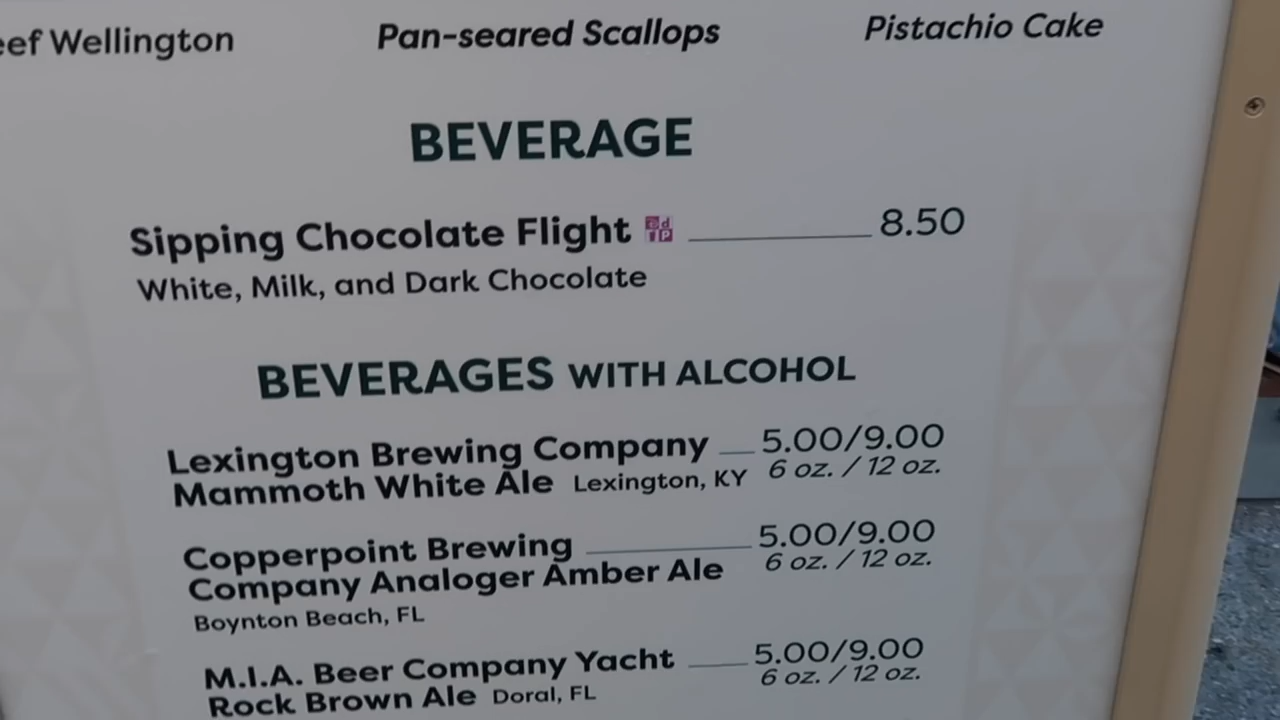 Wellington
Pan-seared Scallops
Pistachio Cake
BEVERAGE
Sipping Chocolate Flight 8.50
White, Milk, and Dark Chocolate
BEVERAGES WITH ALCOHOL
Lexington Brewing Company 5.00/9.00
Mammoth White Ale Lexington, KY 6 oz. / 12 oz.
Copperpoint Brewing 5.00/9.00
Company Analoger Amber Ale 6 oz. / 12 oz.
Boynton Beach, FL
M.I.A. Beer Company Yacht 5.00/9.00
Rock Brown Ale Doral, FL 6 oz. / 12 oz.